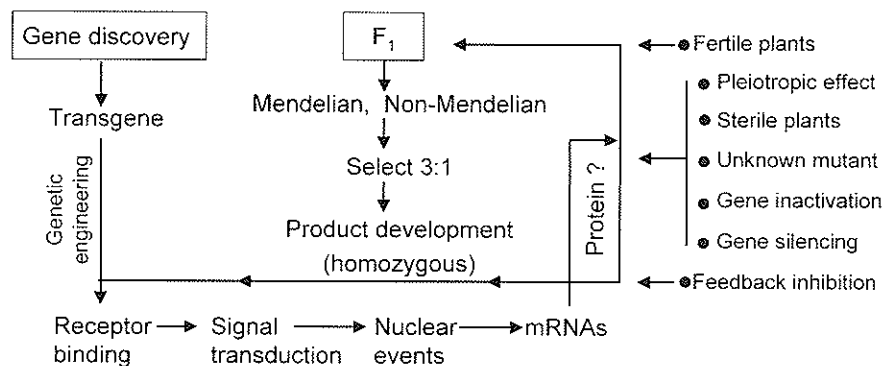 Gene discovery
F1
Fertile plants
Pleiotropic effect
Transgene
Mendelian, Non-Mendelian
Sterile plants
Select 3:1
Unknown mutant
Genetic
engineering
Protein ?
Gene inactivation
Product development
(homozygous)
Gene silencing
Feedback inhibition
Receptor
binding
Signal
transduction
Nuclear
events
mRNAs